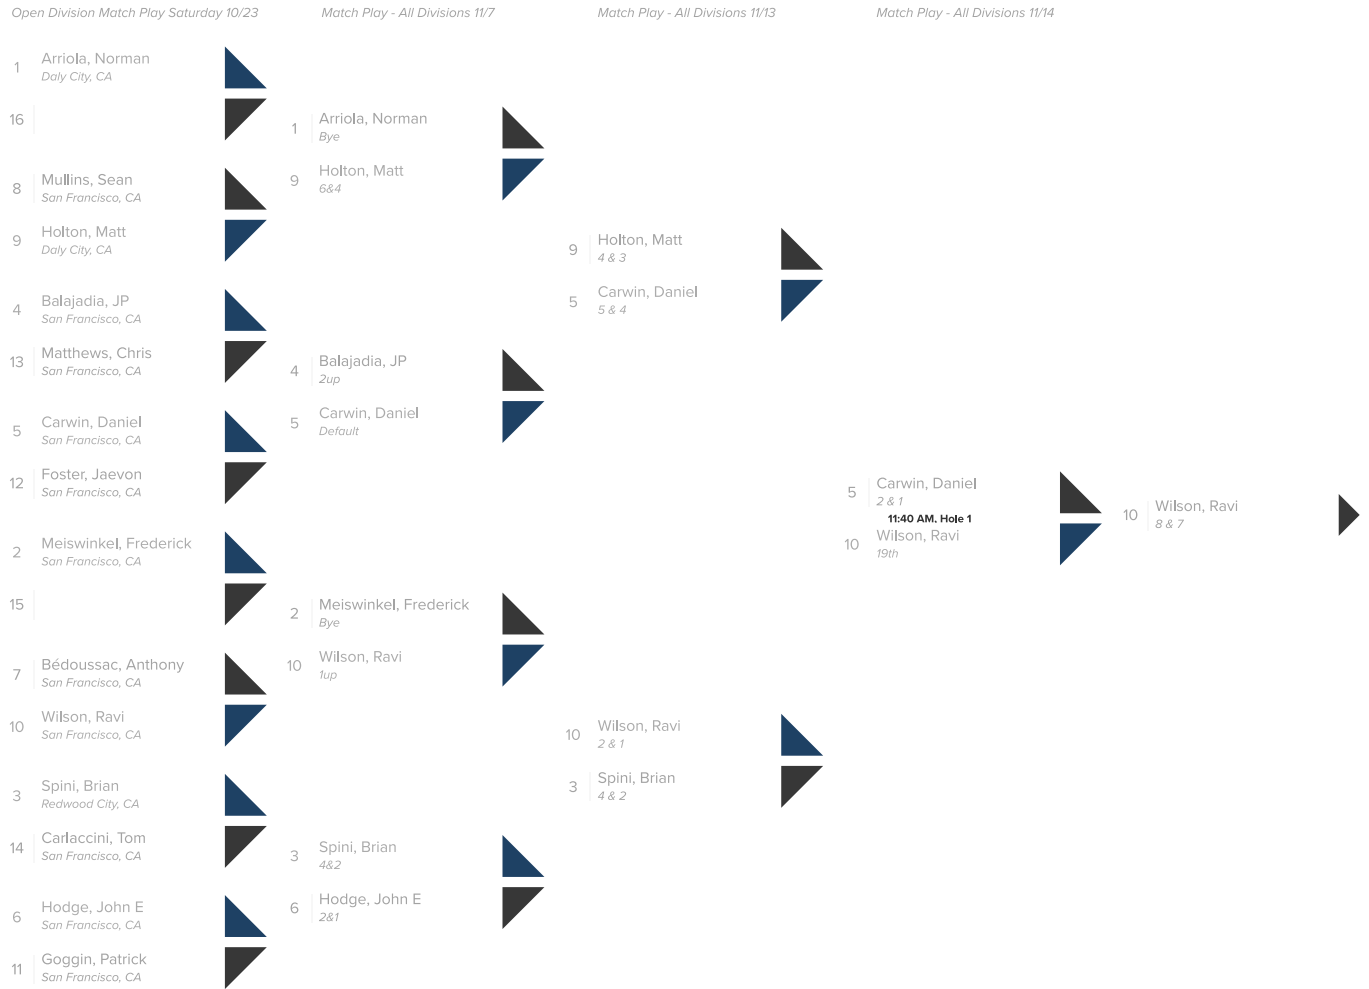 Open Division Match Play Saturday 10/23
Match Play - All Divisions 11/7
Match Play - All Divisions 11/13
Match Play - All Divisions 11/14
1
Arriola, Norman
Daly City, CA
16
8
Mullins, Sean
San Francisco, CA
9
Holton, Matt
Daly City, CA
4
Balajadia, JP
San Francisco, CA
13
Matthews, Chris
San Francisco, CA
5
Carwin, Daniel
San Francisco, CA
12
Foster, Jaevon
San Francisco, CA
2
Meiswinkel, Frederick
San Francisco, CA
15
7
Bédoussac, Anthony
San Francisco, CA
10
Wilson, Ravi
San Francisco, CA
3
Spini, Brian
Redwood City, CA
14
Carlaccini, Tom
San Francisco, CA
6
Hodge, John E
San Francisco, CA
11
Goggin, Patrick
San Francisco, CA
1
Arriola, Norman
Bye
9
Holton, Matt
6&4
4
Balajadia, JP
2up
5
Carwin, Daniel
Default
2
Meiswinkel, Frederick
Bye
10
Wilson, Ravi
1up
3
Spini, Brian
4&2
6
Hodge, John E
2&1
9
Holton, Matt
4 & 3
5
Carwin, Daniel
5 & 4
10
Wilson, Ravi
2 & 1
3
Spini, Brian
4 & 2
5
Carwin, Daniel
2 & 1
11:40 AM, Hole 1
10
Wilson, Ravi
19th
10
Wilson, Ravi
8 & 7